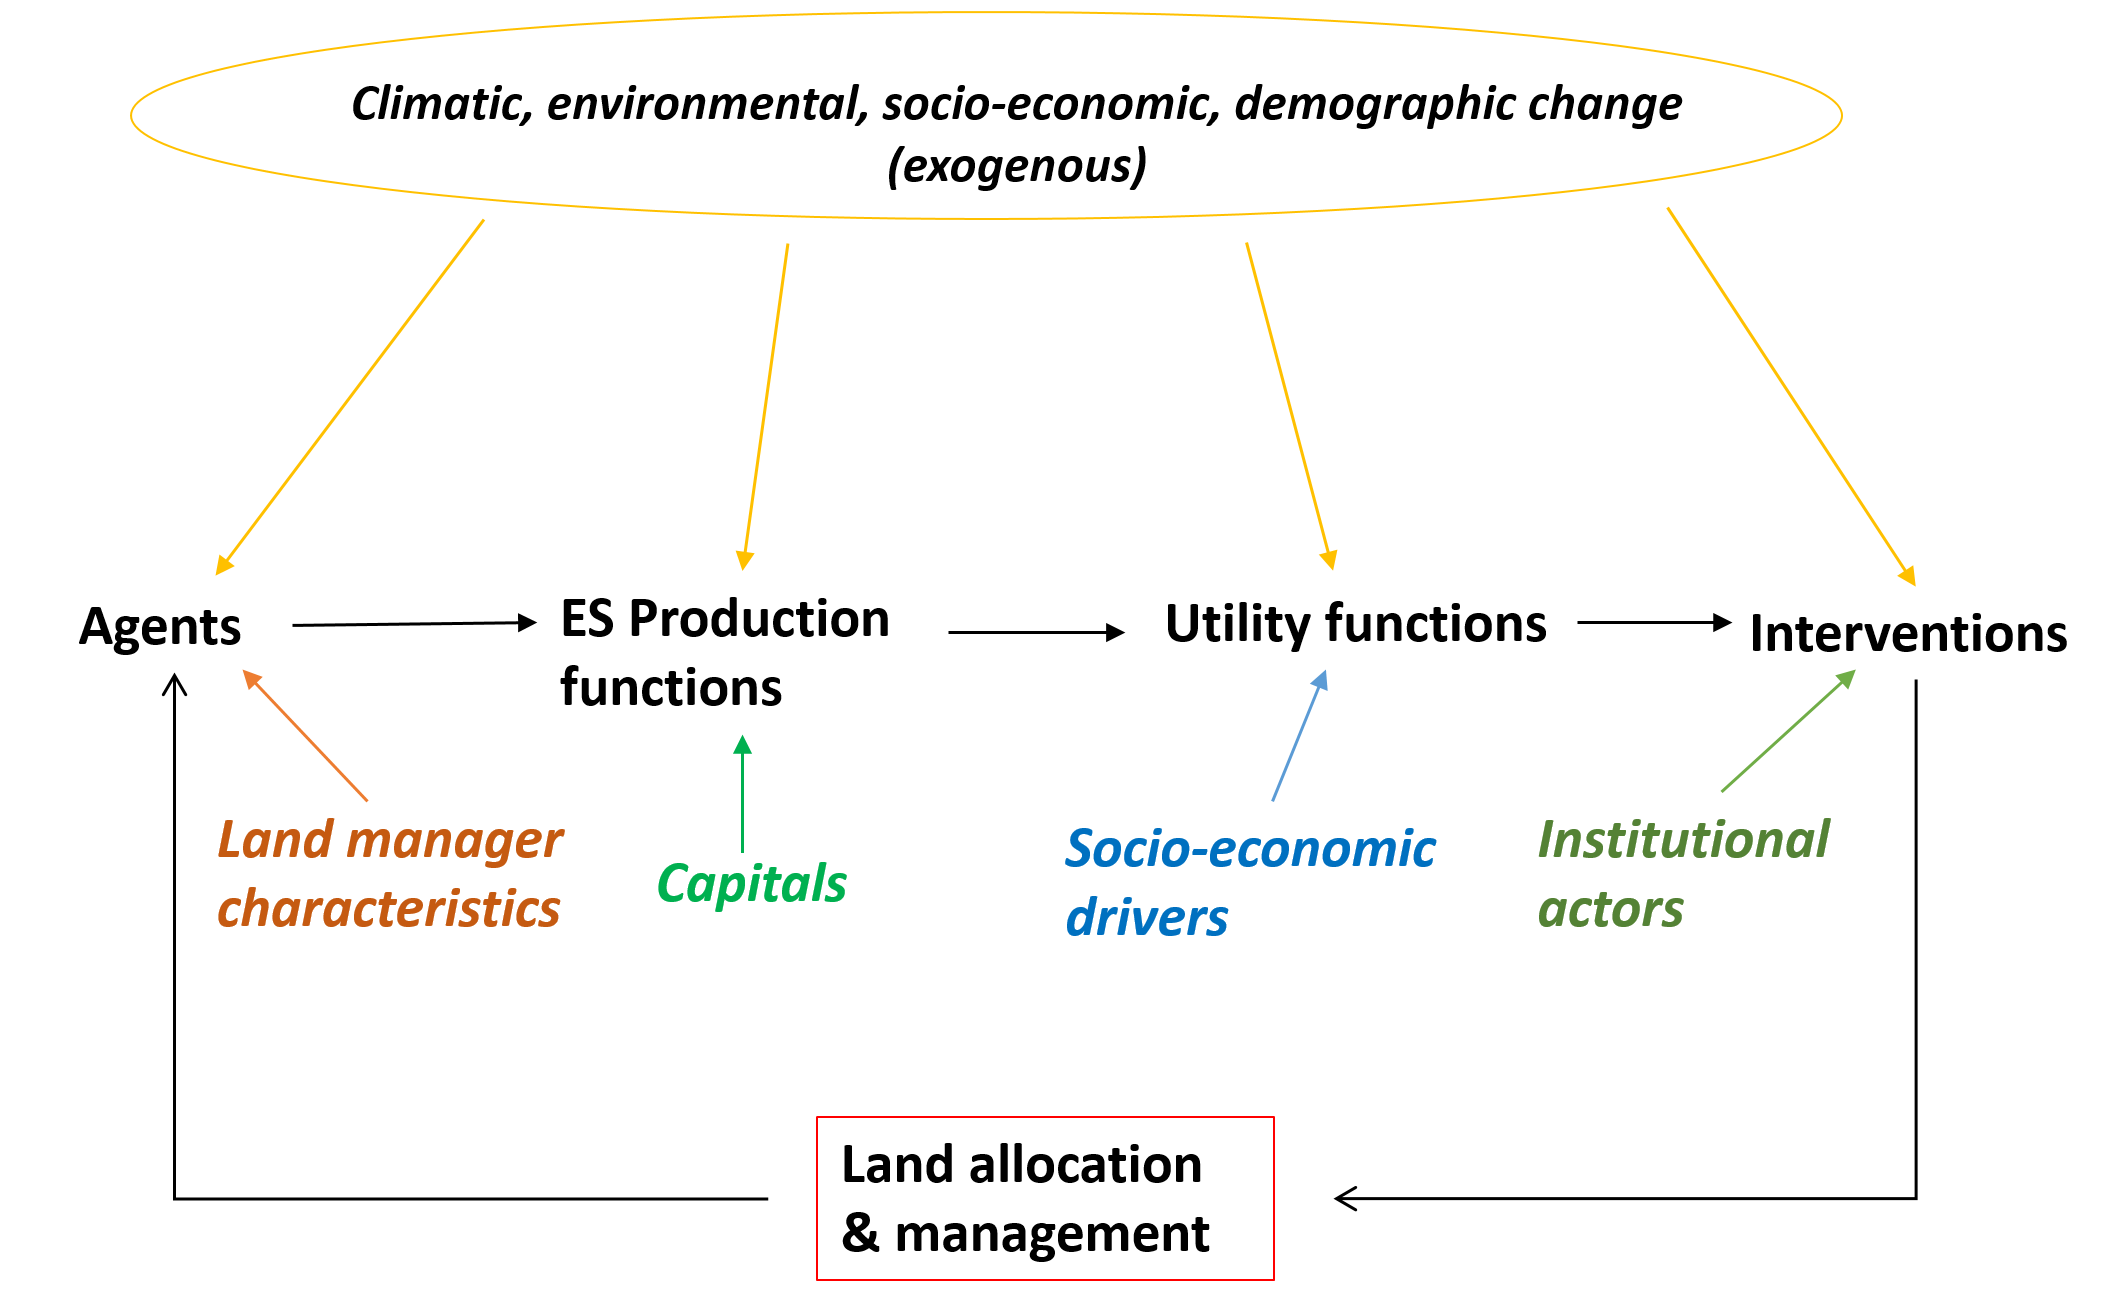 Climatic, environmental, socio-economic, demographic change
(exogenous)
Agents
ES Production
functions
Utility functions
Interventions
Land manager
characteristics
Capitals
Socio-economic
drivers
Institutional
actors
Land allocation
& management